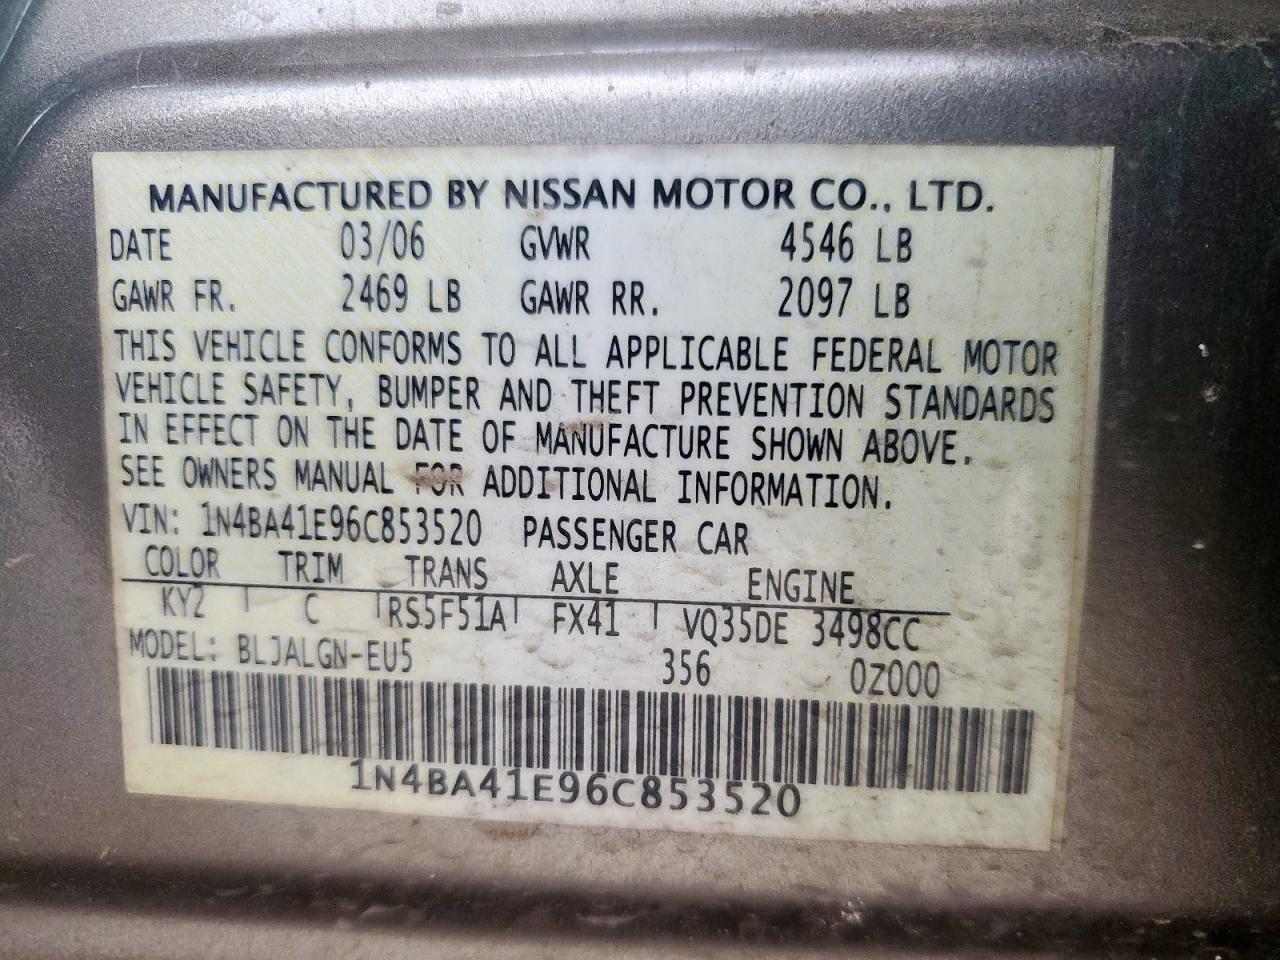 MANUFACTURED BY NISSAN MOTOR CO., LTD.
DATE 03/06 GVWR 4546 LB
GAWR FR. 2469 LB GAWR RR. 2097 LB
THIS VEHICLE CONFORMS TO ALL APPLICABLE FEDERAL MOTOR
VEHICLE SAFETY, BUMPER AND THEFT PREVENTION STANDARDS
IN EFFECT ON THE DATE OF MANUFACTURE SHOWN ABOVE.
SEE OWNERS MANUAL FOR ADDITIONAL INFORMATION.
VIN: 1N4BA41E96C853520 PASSENGER CAR
COLOR TRIM TRANS AXLE ENGINE
KY2 C RS5F51A FX41 VQ35DE 3498CC
MODEL: BLJALGN-EU5 356 0Z000
1N4BA41E96C853520